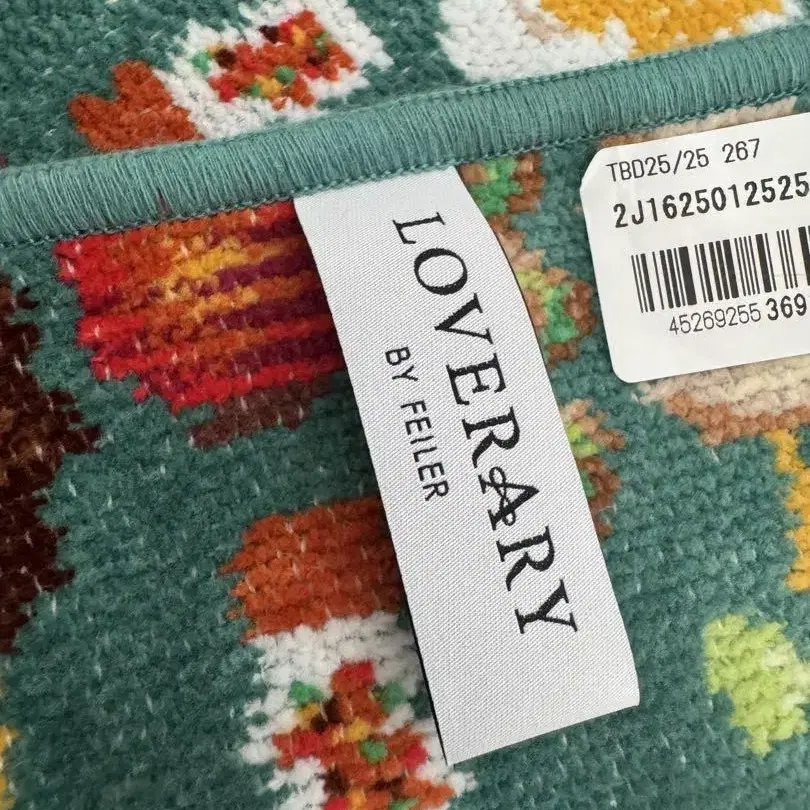 LOVERARY
BY FEILER
TBD25/25 267
2J1625012525
45269255 369